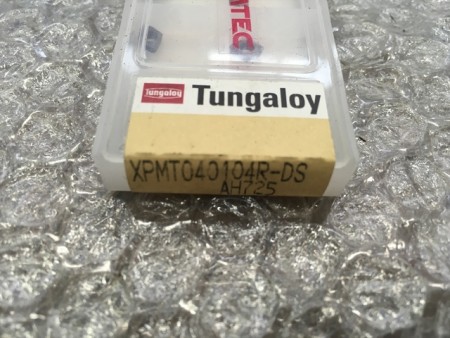 TEC
Tungaloy
Tungaloy
XPMT040104R-DS
AH725